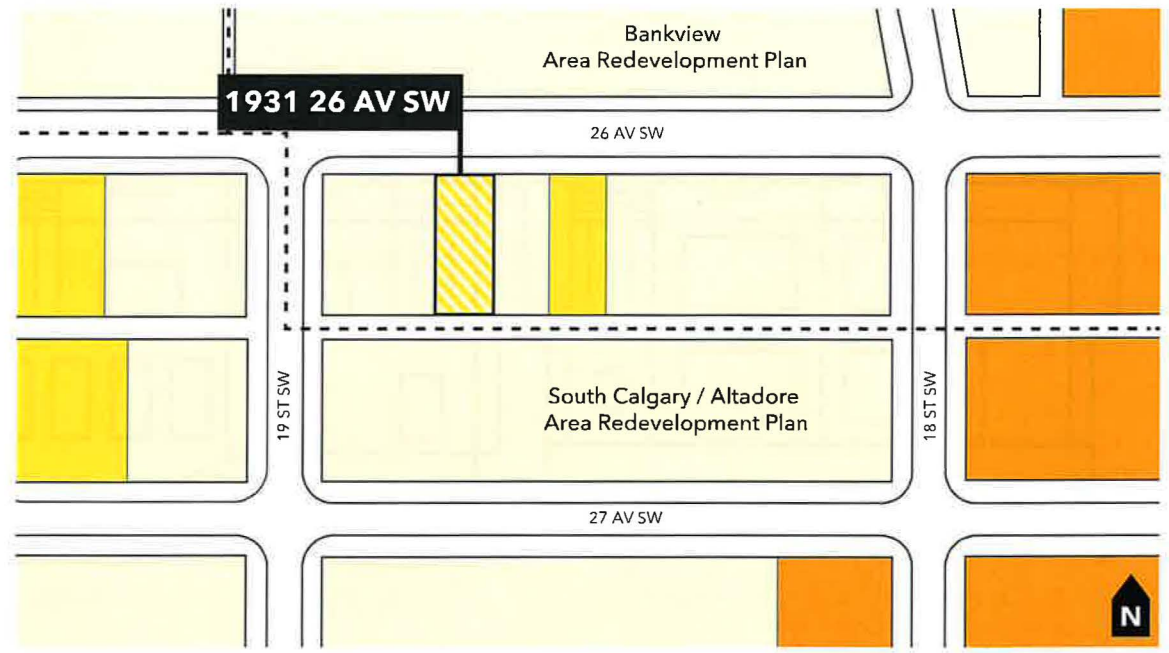 Bankview
Area Redevelopment Plan
1931 26 AV SW
26 AV SW
19 ST SW
South Calgary / Altadore
Area Redevelopment Plan
18 ST SW
27 AV SW
N